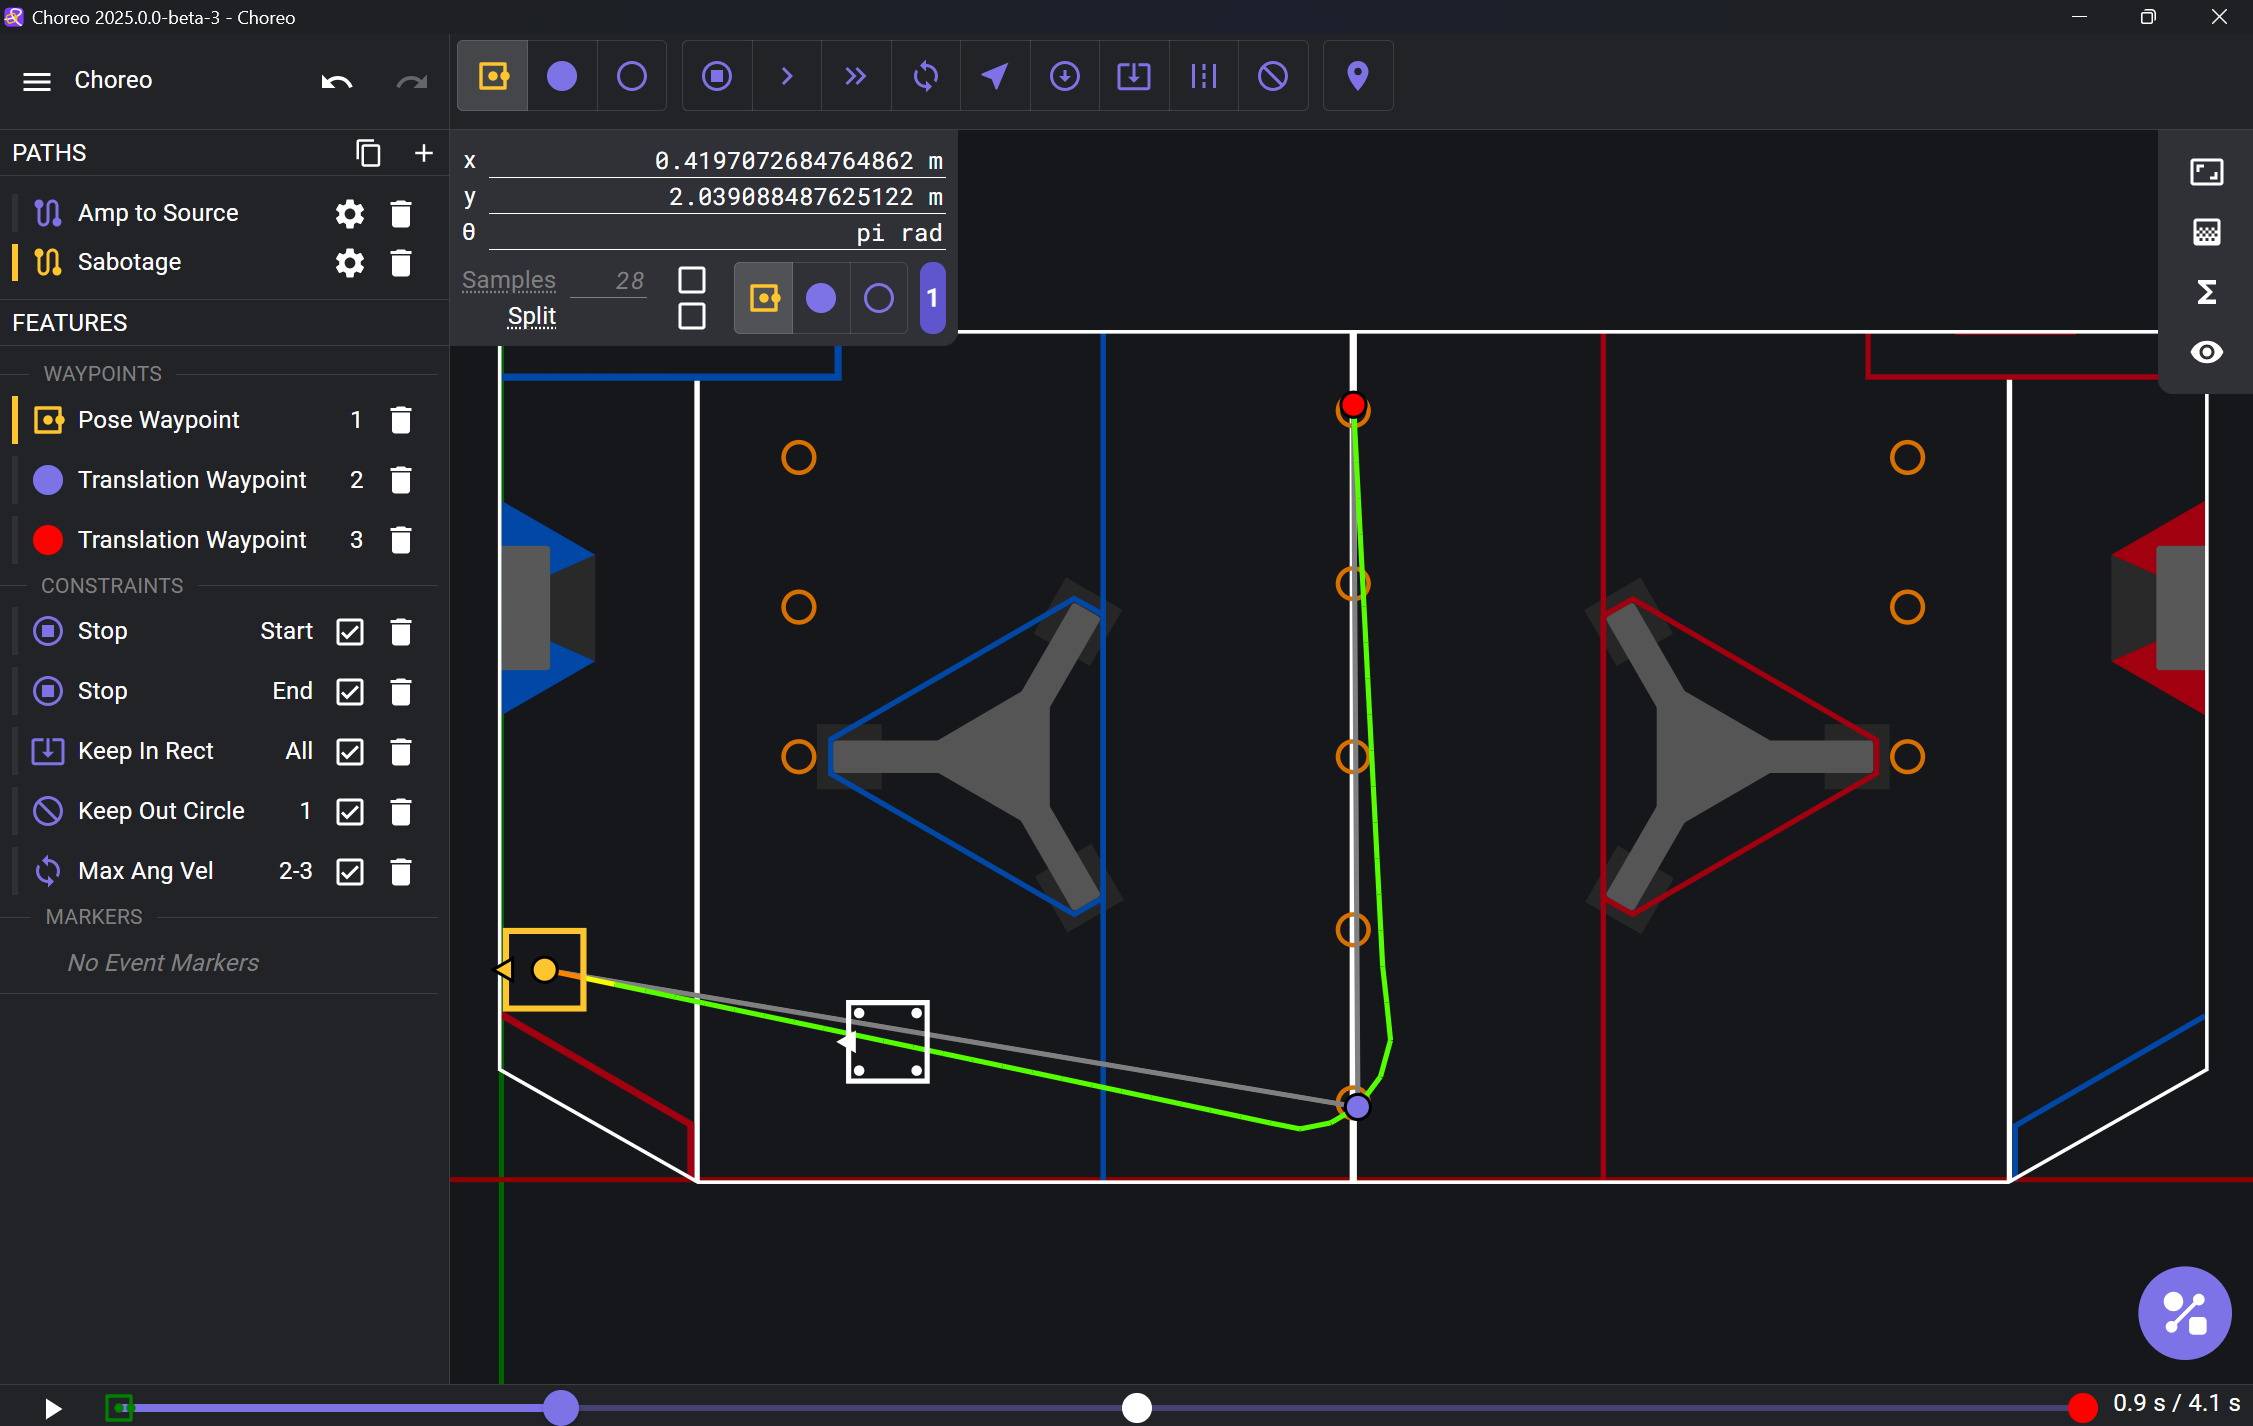 Choreo 2025.0.0-beta-3 - Choreo
Choreo
PATHS
Amp to Source
Sabotage
FEATURES
WAYPOINTS
Pose Waypoint 1
Translation Waypoint 2
Translation Waypoint 3
CONSTRAINTS
Stop Start
Stop End
Keep In Rect All
Keep Out Circle 1
Max Ang Vel 2-3
MARKERS
No Event Markers
x 0.4197072684764862 m
y 2.039088487625122 m
θ pi rad
Samples 28
Split
1
0.9 s / 4.1 s